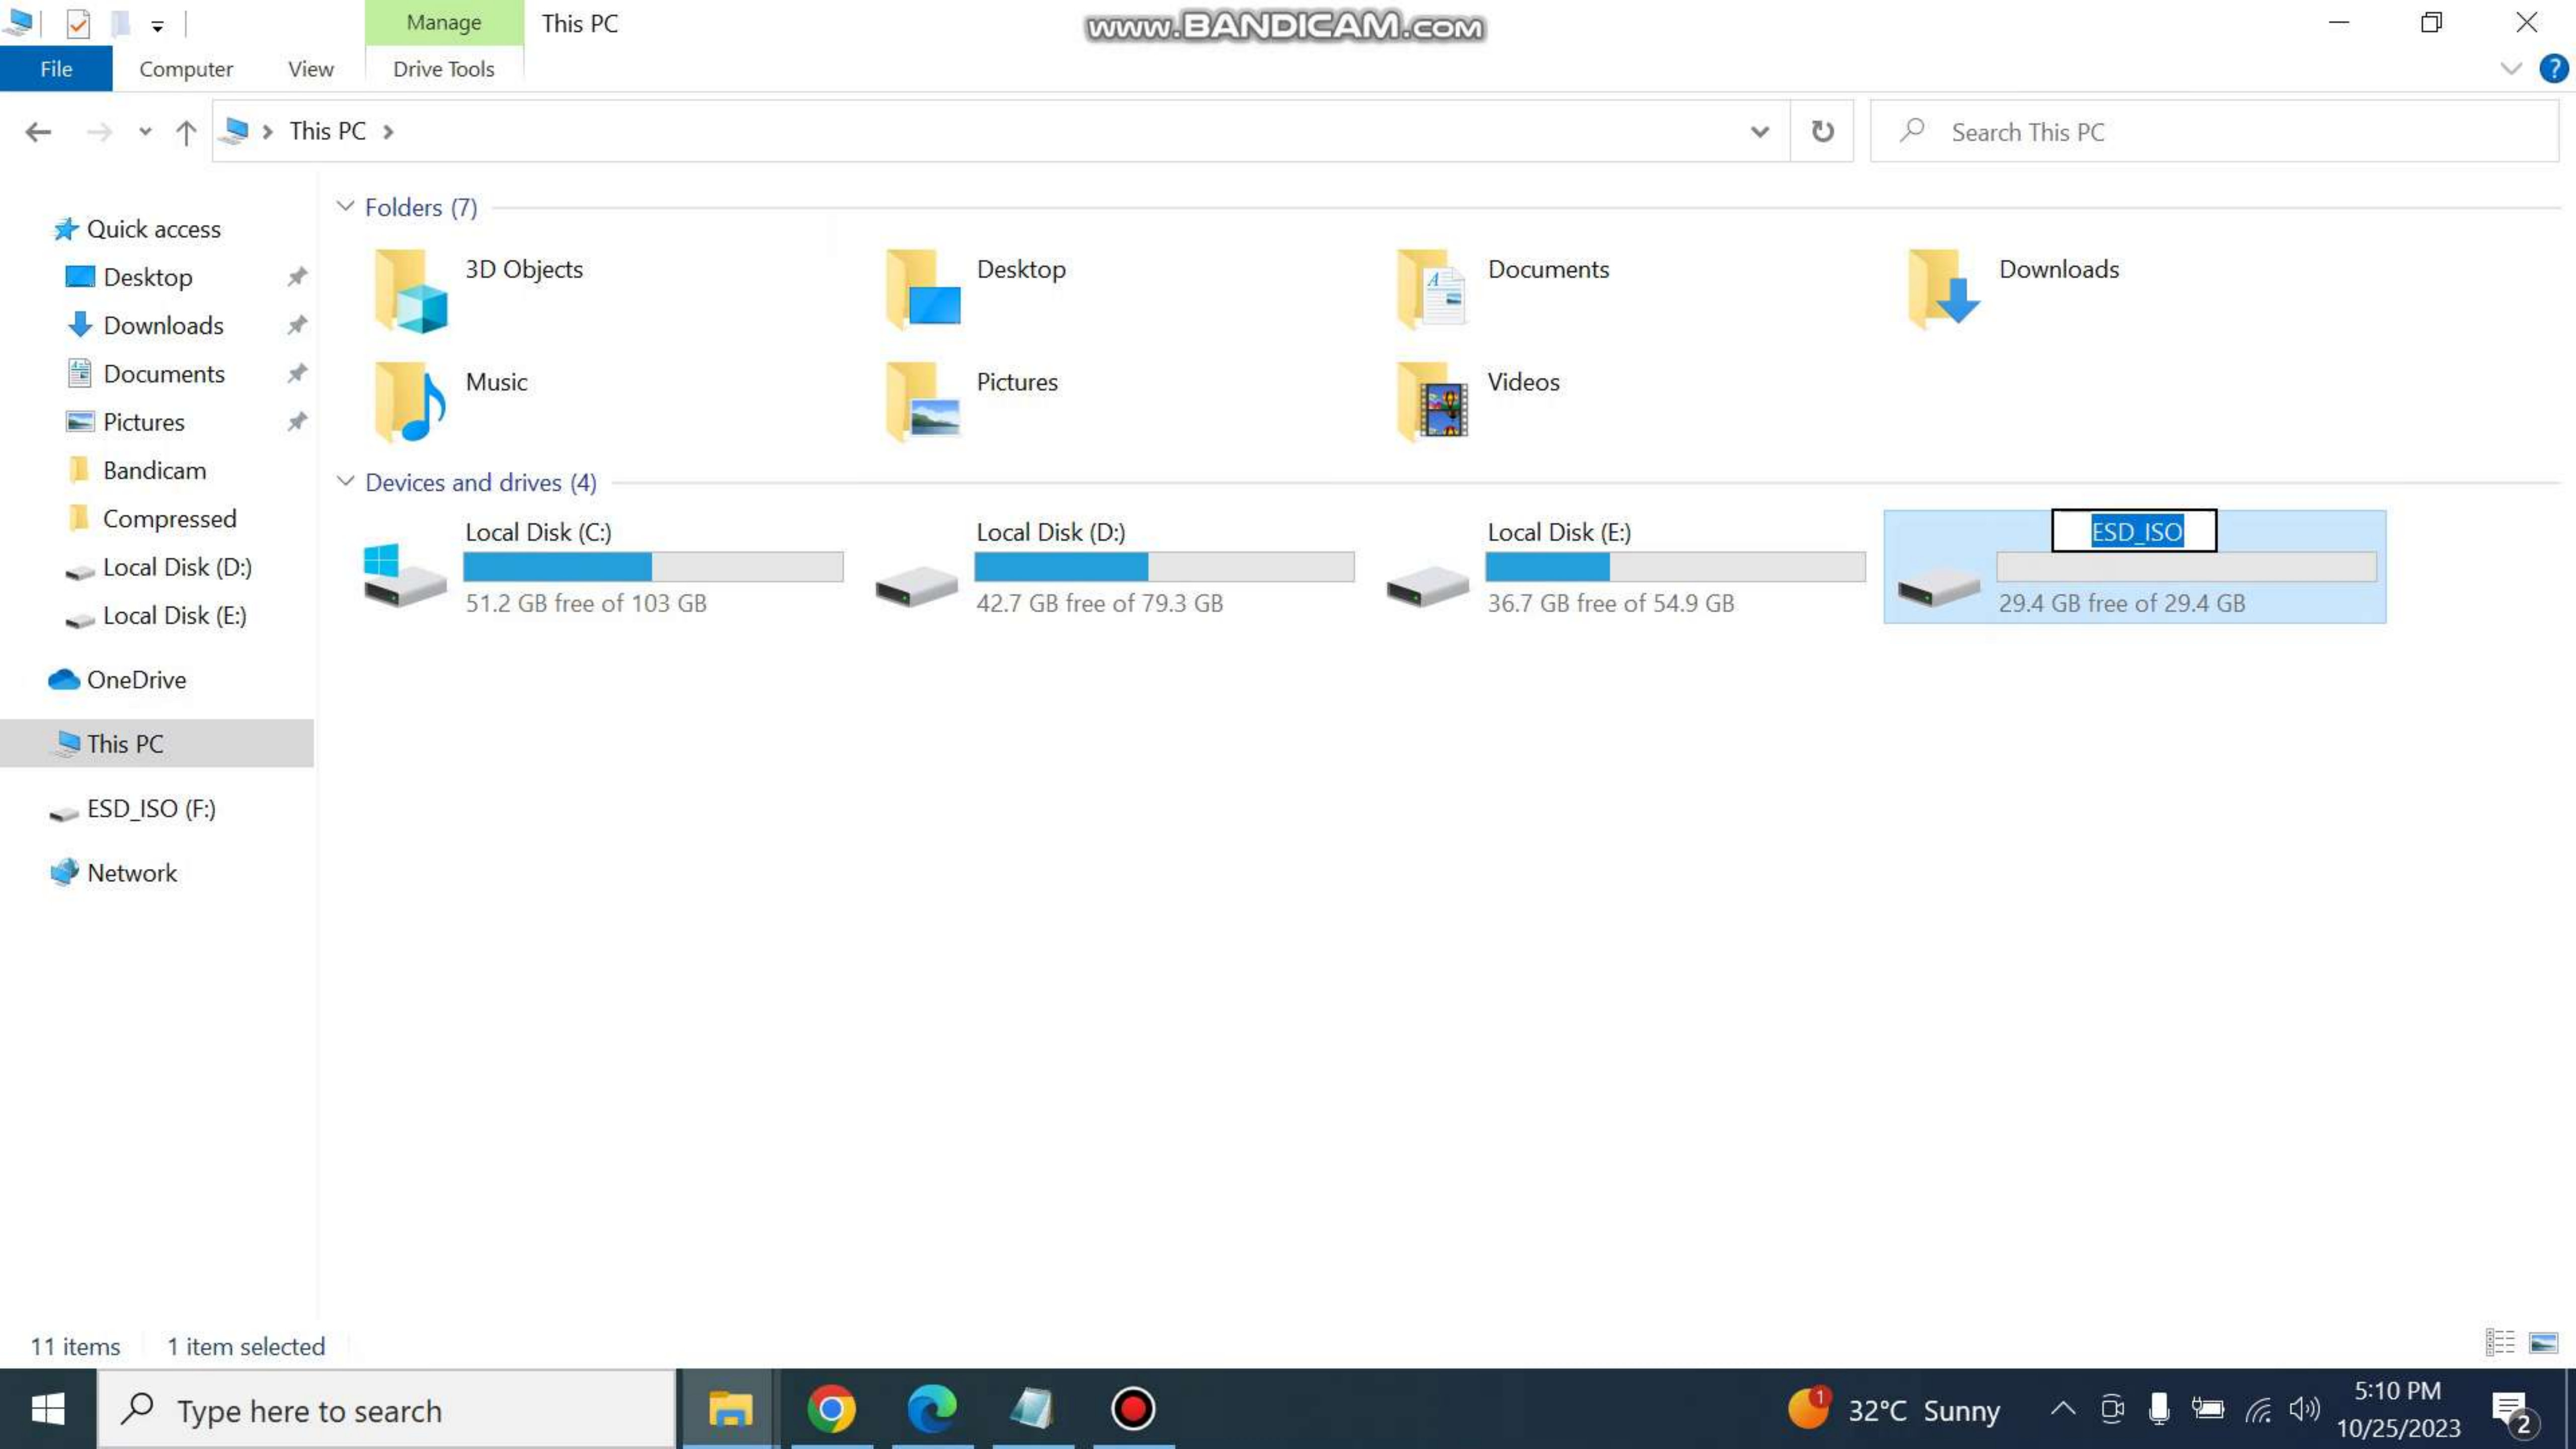 Manage This PC www.BANDICAM.com
File Computer View Drive Tools ?
This PC Search This PC
Folders (7)
Quick access
Desktop
Downloads
Documents
Pictures
Bandicam
Compressed
Local Disk (D:)
Local Disk (E:)
OneDrive
This PC
ESD_ISO (F:)
Network
3D Objects Desktop Documents Downloads
Music Pictures Videos
Devices and drives (4)
Local Disk (C:) Local Disk (D:) Local Disk (E:) ESD_ISO
51.2 GB free of 103 GB 42.7 GB free of 79.3 GB 36.7 GB free of 54.9 GB 29.4 GB free of 29.4 GB
11 items 1 item selected
Type here to search 1 32°C Sunny 5:10 PM
10/25/2023 2